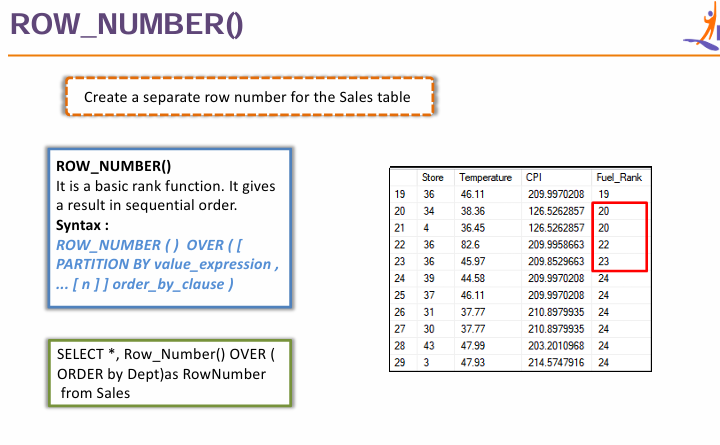 ROW_NUMBER()
Create a separate row number for the Sales table
ROW_NUMBER()
It is a basic rank function. It gives
a result in sequential order.
Syntax :
ROW_NUMBER ( )  OVER ( [
PARTITION BY value_expression ,
... [ n ] ] order_by_clause )
SELECT *, Row_Number() OVER (
ORDER by Dept)as RowNumber
from Sales
Store Temperature CPI Fuel_Rank
19 36 46.11 209.9970208 19
20 34 38.36 126.5262857 20
21 4 36.45 126.5262857 20
22 36 82.6 209.9958663 22
23 36 45.97 209.8529663 23
24 39 44.58 209.9970208 24
25 37 46.11 209.9970208 24
26 31 37.77 210.8979935 24
27 30 37.77 210.8979935 24
28 43 47.99 203.2010968 24
29 3 47.93 214.5747916 24